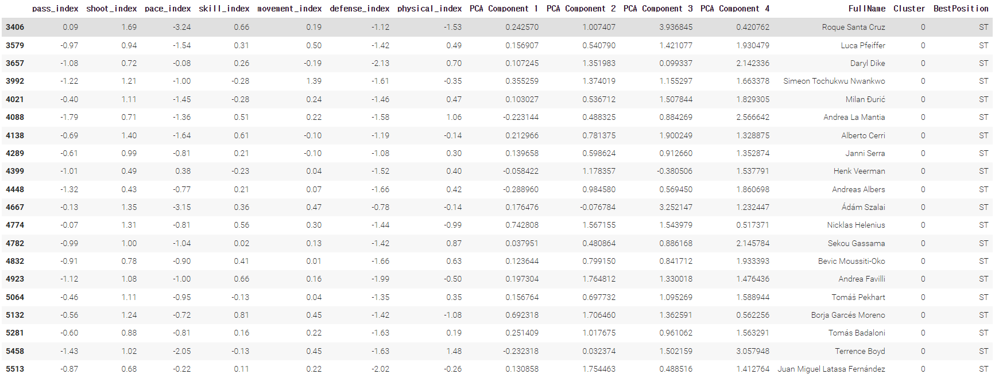 pass_index shoot_index pace_index skill_index movement_index defense_index physical_index PCA Component 1 PCA Component 2 PCA Component 3 PCA Component 4 FullName Cluster BestPosition
3406 0.09 1.69 -3.24 0.66 0.19 -1.12 -1.53 0.242570 1.007407 3.936845 0.420762 Roque Santa Cruz 0 ST
3579 -0.97 0.94 -1.54 0.31 0.50 -1.42 0.49 0.156907 0.540790 1.421077 1.930479 Luca Pfeiffer 0 ST
3657 -1.08 0.72 -0.08 0.26 -0.19 -2.13 0.70 0.107245 1.351983 0.099337 2.142336 Daryl Dike 0 ST
3992 -1.22 1.21 -1.00 -0.28 1.39 -1.61 -0.35 0.355259 1.374019 1.155297 1.663378 Simeon Tochukwu Nwankwo 0 ST
4021 -0.40 1.11 -1.45 -0.28 0.24 -1.46 0.47 0.103027 0.536712 1.507844 1.829305 Milan Đurić 0 ST
4088 -1.79 0.71 -1.36 0.51 0.22 -1.58 1.06 -0.223144 0.488325 0.884269 2.566642 Andrea La Mantia 0 ST
4138 -0.69 1.40 -1.64 0.61 -0.10 -1.19 -0.14 0.212966 0.781375 1.900249 1.328875 Alberto Cerri 0 ST
4289 -0.61 0.99 -0.81 0.21 -0.10 -1.08 0.30 0.139658 0.598624 0.912660 1.352874 Janni Serra 0 ST
4399 -1.01 0.49 0.38 -0.23 0.04 -1.52 0.40 -0.058422 1.178357 -0.380506 1.537791 Henk Veerman 0 ST
4448 -1.32 0.43 -0.77 0.21 0.07 -1.66 0.42 -0.288960 0.984580 0.569450 1.860698 Andreas Albers 0 ST
4667 -0.13 1.35 -3.15 0.36 0.47 -0.78 -0.14 0.176476 -0.076784 3.252147 1.232447 Ádám Szalai 0 ST
4774 -0.07 1.31 -0.81 0.56 0.30 -1.44 -0.99 0.742808 1.567155 1.543979 0.517371 Nicklas Helenius 0 ST
4782 -0.99 1.00 -1.04 0.02 0.13 -1.42 0.87 0.037951 0.480864 0.886168 2.145784 Sekou Gassama 0 ST
4832 -0.91 0.78 -0.90 0.41 0.01 -1.66 0.63 0.123644 0.799150 0.841712 1.933393 Bevic Moussiti-Oko 0 ST
4923 -1.12 1.08 -1.00 0.66 0.16 -1.99 -0.50 0.197304 1.764812 1.330018 1.476436 Andrea Favilli 0 ST
5064 -0.46 1.11 -0.95 -0.13 0.04 -1.35 0.35 0.156764 0.697732 1.095269 1.588944 Tomáš Pekhart 0 ST
5132 -0.56 1.24 -0.72 0.81 0.45 -1.42 -1.08 0.692318 1.706460 1.362591 0.562256 Borja Garcés Moreno 0 ST
5281 -0.60 0.88 -0.81 0.16 0.22 -1.63 0.19 0.251409 1.017675 0.961062 1.563291 Tomás Badaloni 0 ST
5458 -1.43 1.02 -2.05 -0.13 0.45 -1.63 1.48 -0.232318 0.032374 1.502159 3.057948 Terrence Boyd 0 ST
5513 -0.87 0.68 -0.22 0.11 0.22 -2.02 -0.26 0.130858 1.754463 0.488516 1.412764 Juan Miguel Latasa Fernández 0 ST